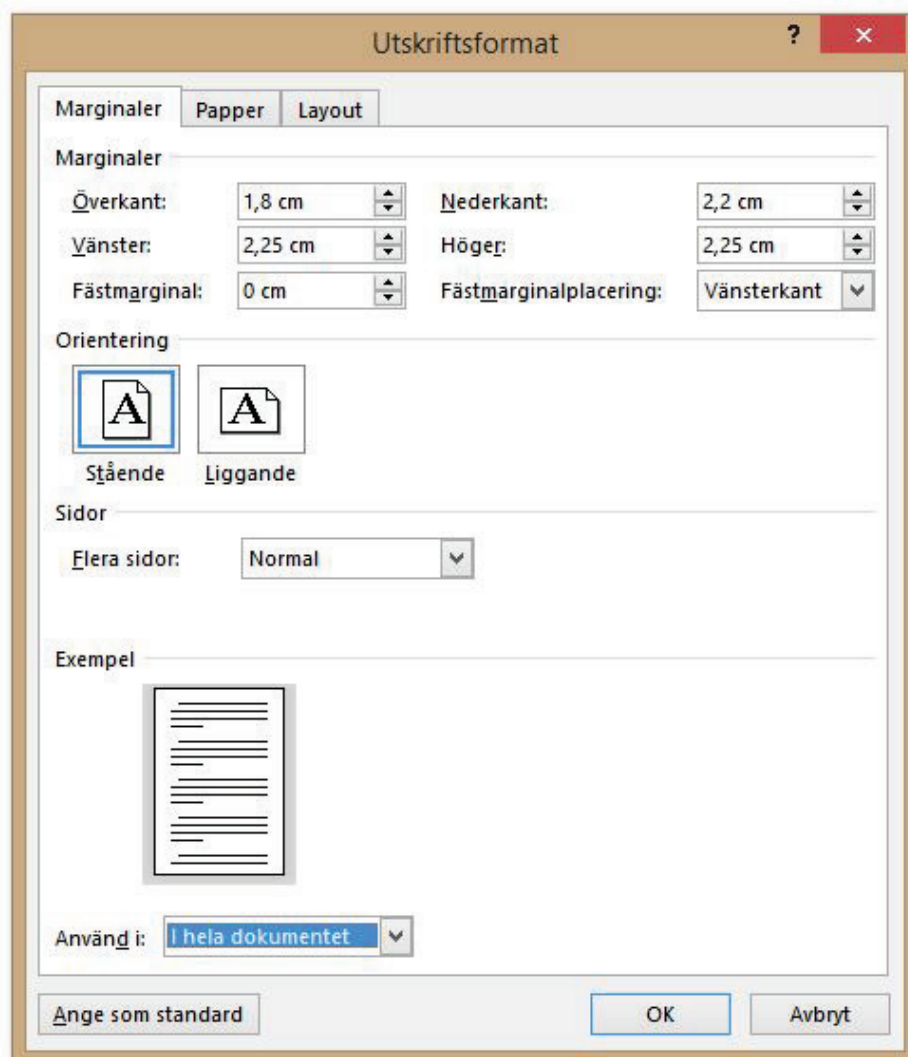 Utskriftsformat ? ×
Marginaler Papper Layout
Marginaler
Överkant: 1,8 cm Nederkant: 2,2 cm
Vänster: 2,25 cm Höger: 2,25 cm
Fästmarginal: 0 cm Fästmarginalplacering: Vänsterkant
Orientering
A A
Stående Liggande
Sidor
Flera sidor: Normal
Exempel
Använd i: I hela dokumentet
Ange som standard OK Avbryt